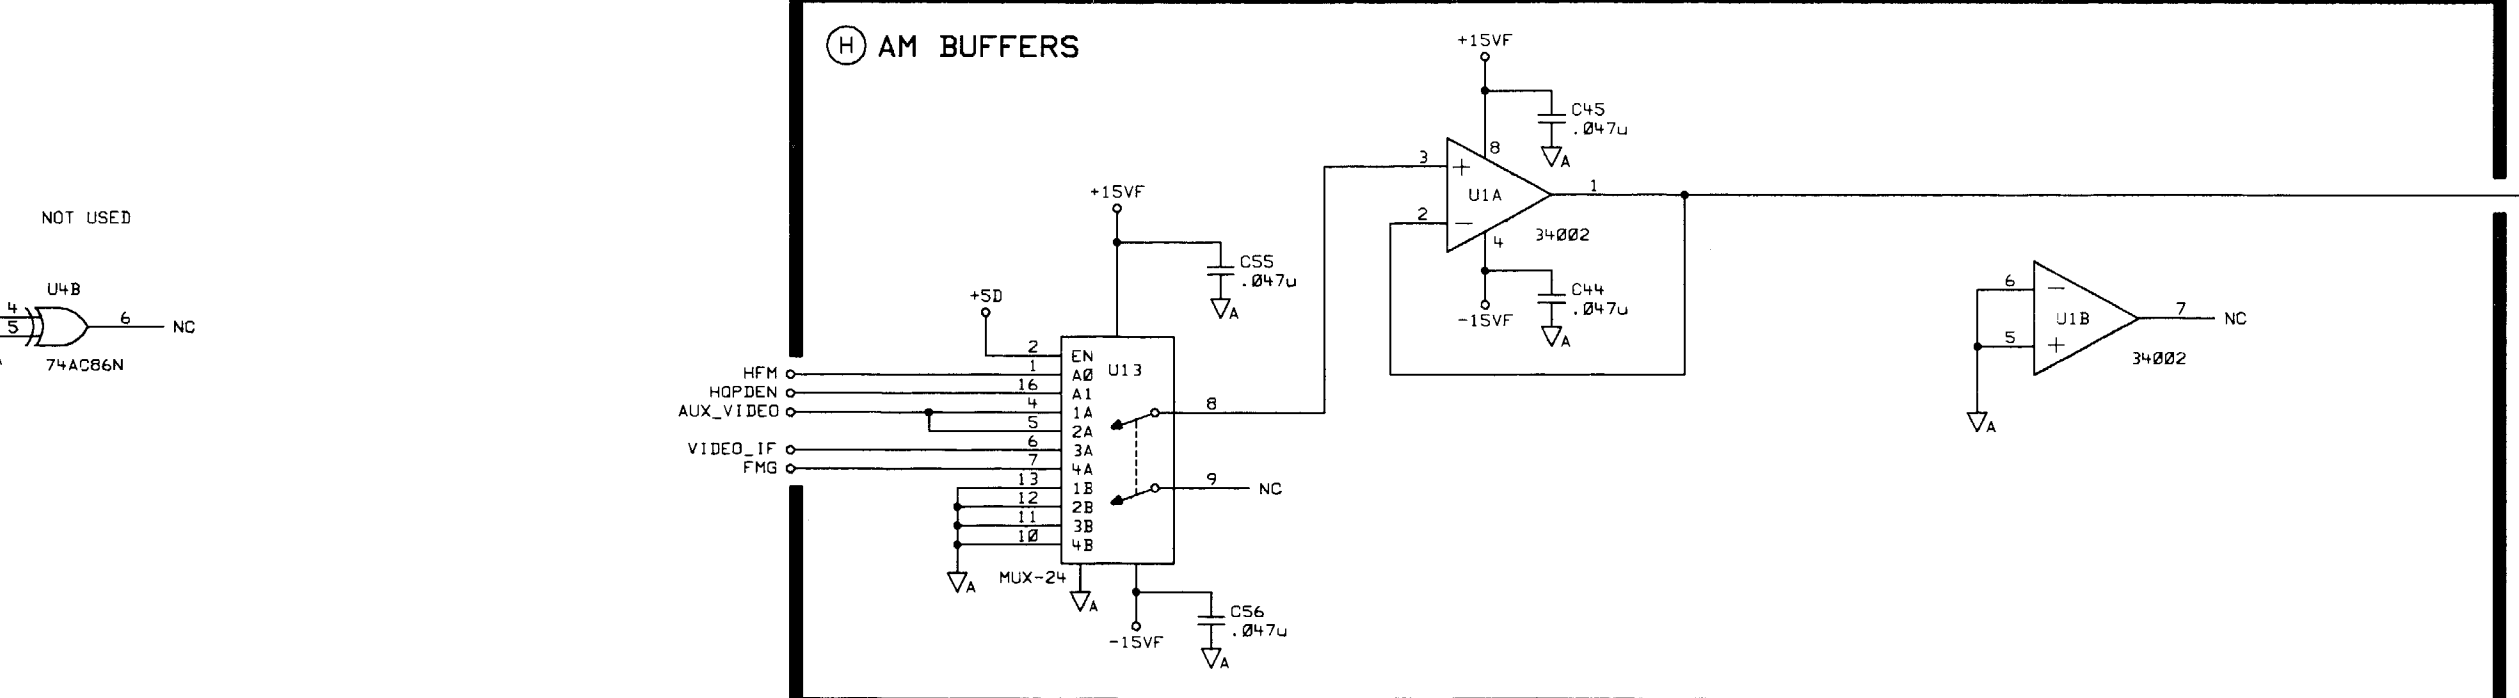 H AM BUFFERS
+15VF
C45
.047u
A
8
3
+
U1A
1
2
−
4
34002
C44
.047u
-15VF
A
NOT USED
U4B
4
5
6
NC
74AC86N
+15VF
C55
.047u
A
+5D
2
EN
HFM
1
A0
U13
HQPDEN
16
A1
AUX_VIDEO
4
1A
8
5
2A
VIDEO_IF
6
3A
FMG
7
4A
13
1B
9
NC
12
2B
11
3B
10
4B
A
MUX-24
A
C56
.047u
-15VF
A
6
−
U1B
7
NC
5
+
34002
A